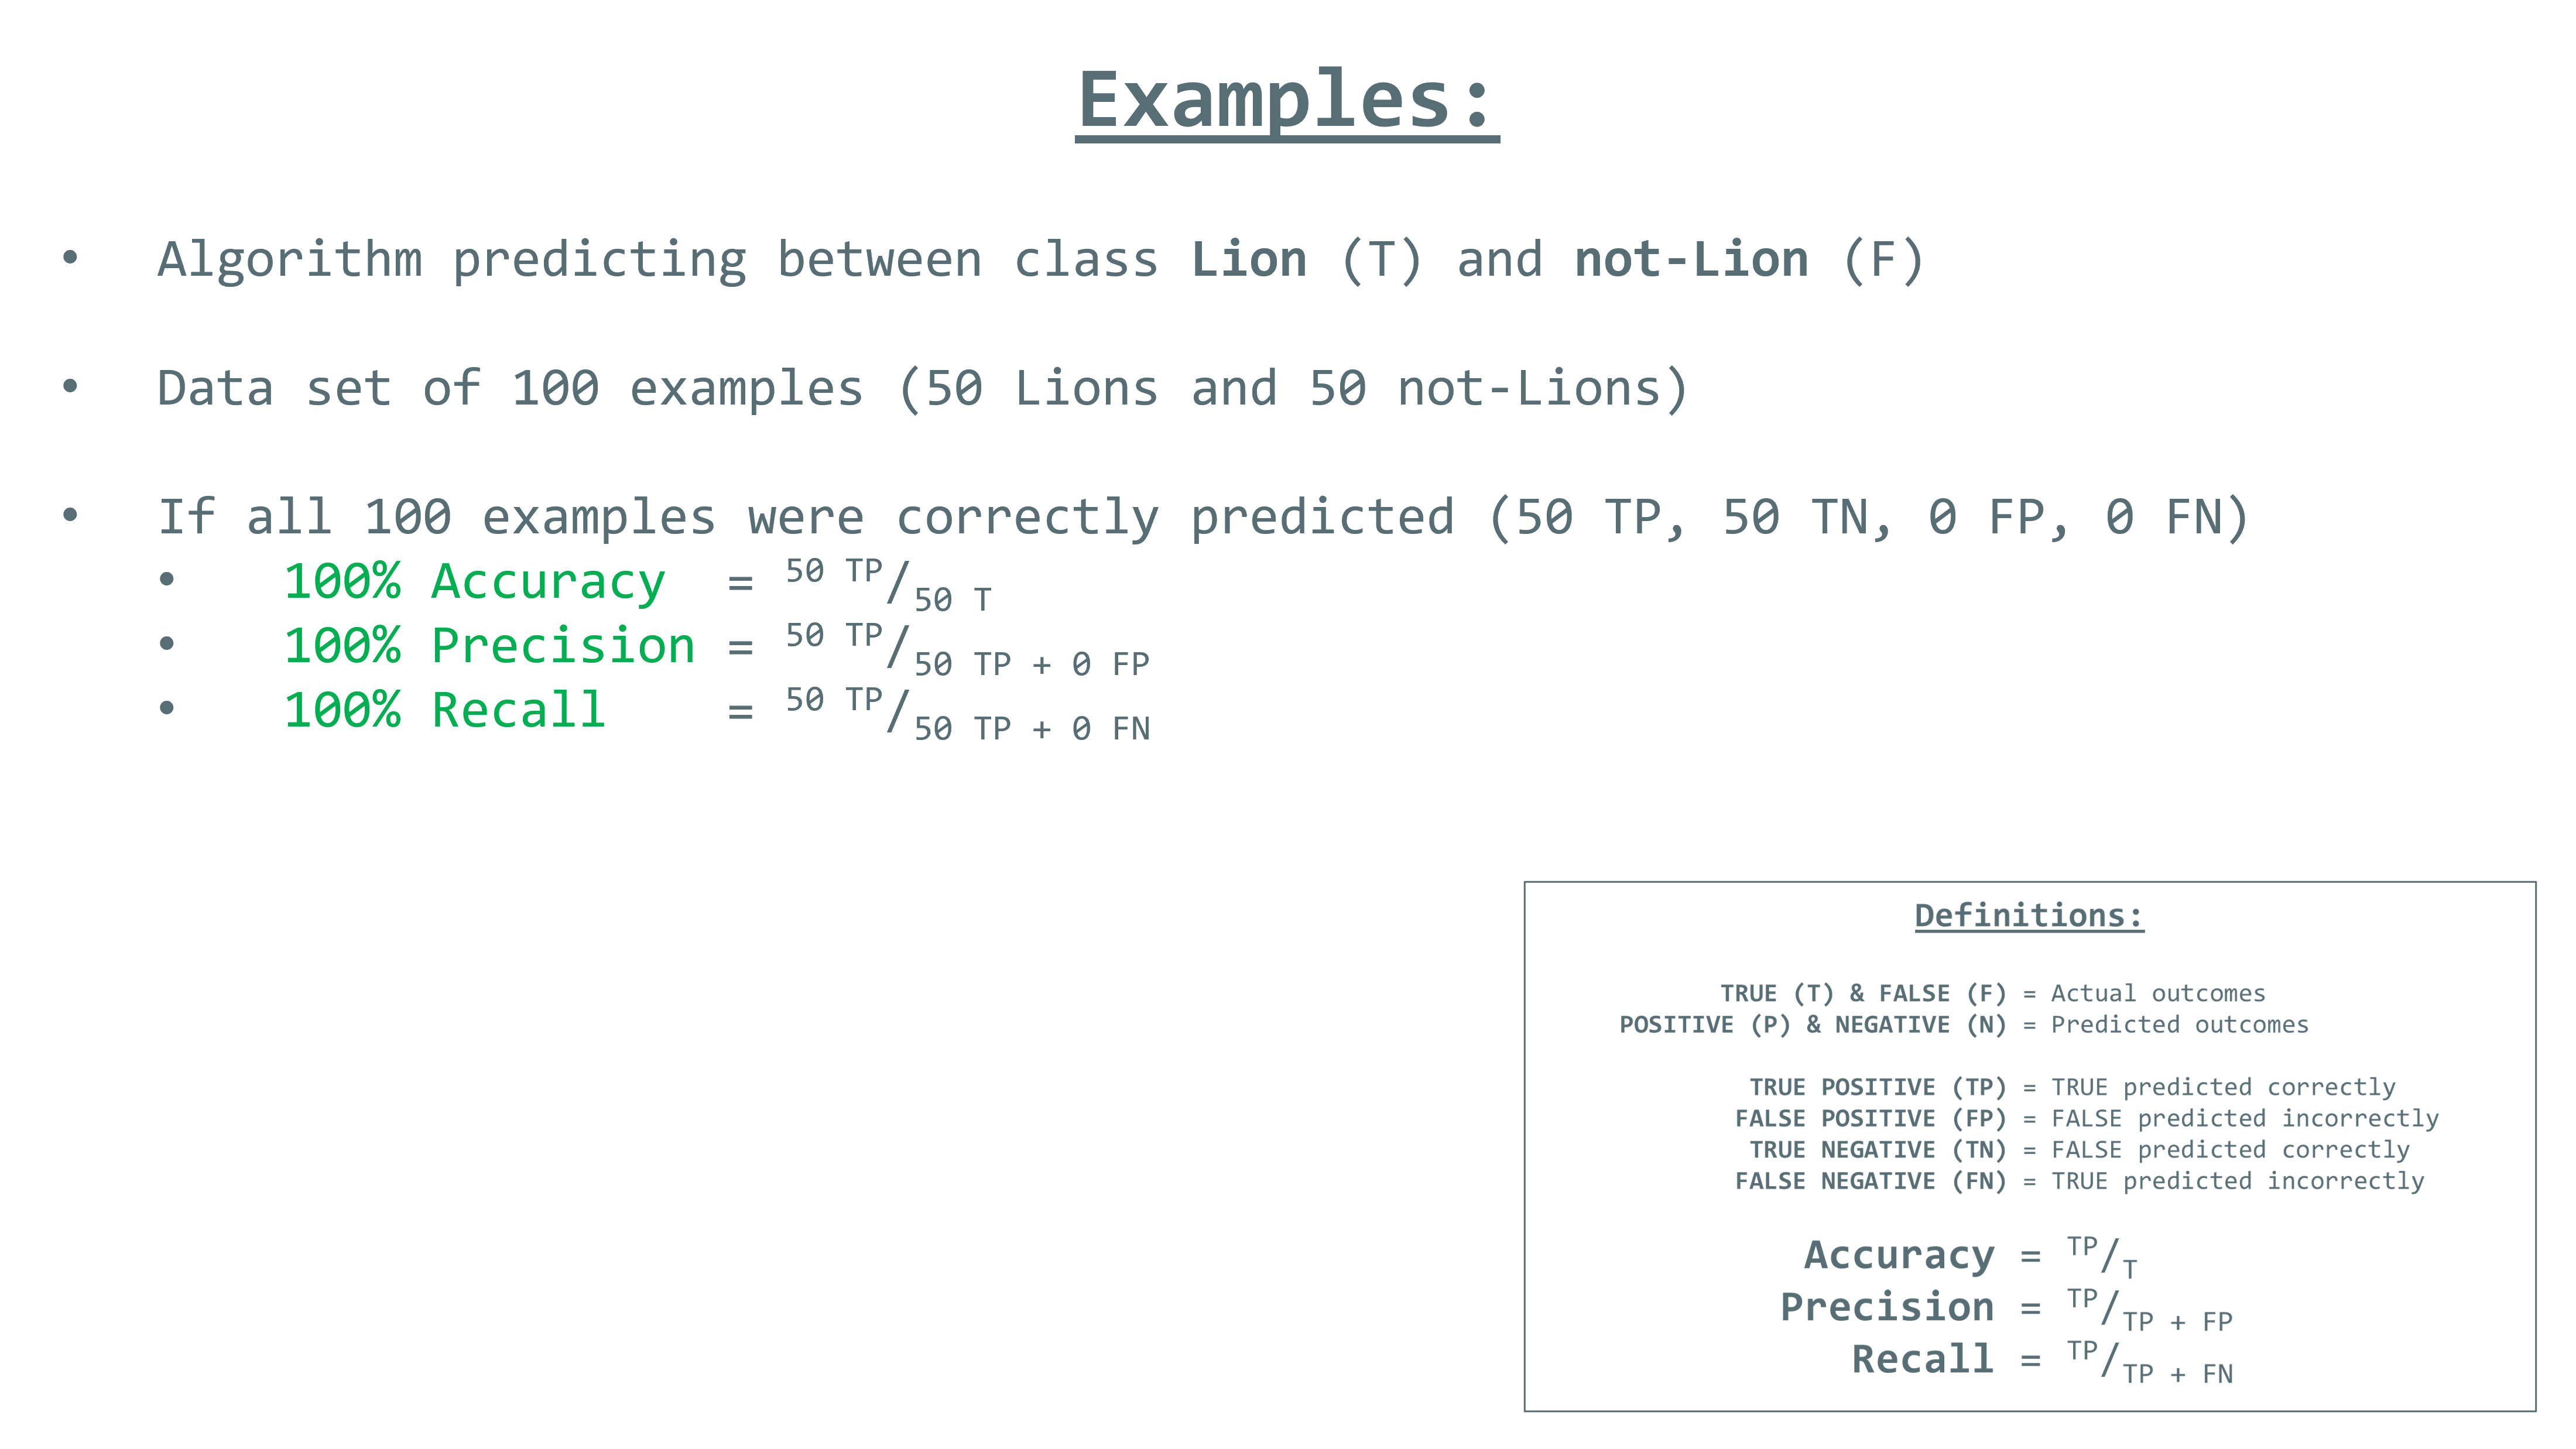 Examples:
• Algorithm predicting between class Lion (T) and not-Lion (F)
• Data set of 100 examples (50 Lions and 50 not-Lions)
• If all 100 examples were correctly predicted (50 TP, 50 TN, 0 FP, 0 FN)
• 100% Accuracy = 50 TP/50 T
• 100% Precision = 50 TP/50 TP + 0 FP
• 100% Recall = 50 TP/50 TP + 0 FN
Definitions:
TRUE (T) & FALSE (F) = Actual outcomes
POSITIVE (P) & NEGATIVE (N) = Predicted outcomes
TRUE POSITIVE (TP) = TRUE predicted correctly
FALSE POSITIVE (FP) = FALSE predicted incorrectly
TRUE NEGATIVE (TN) = FALSE predicted correctly
FALSE NEGATIVE (FN) = TRUE predicted incorrectly
Accuracy = TP/T
Precision = TP/TP + FP
Recall = TP/TP + FN